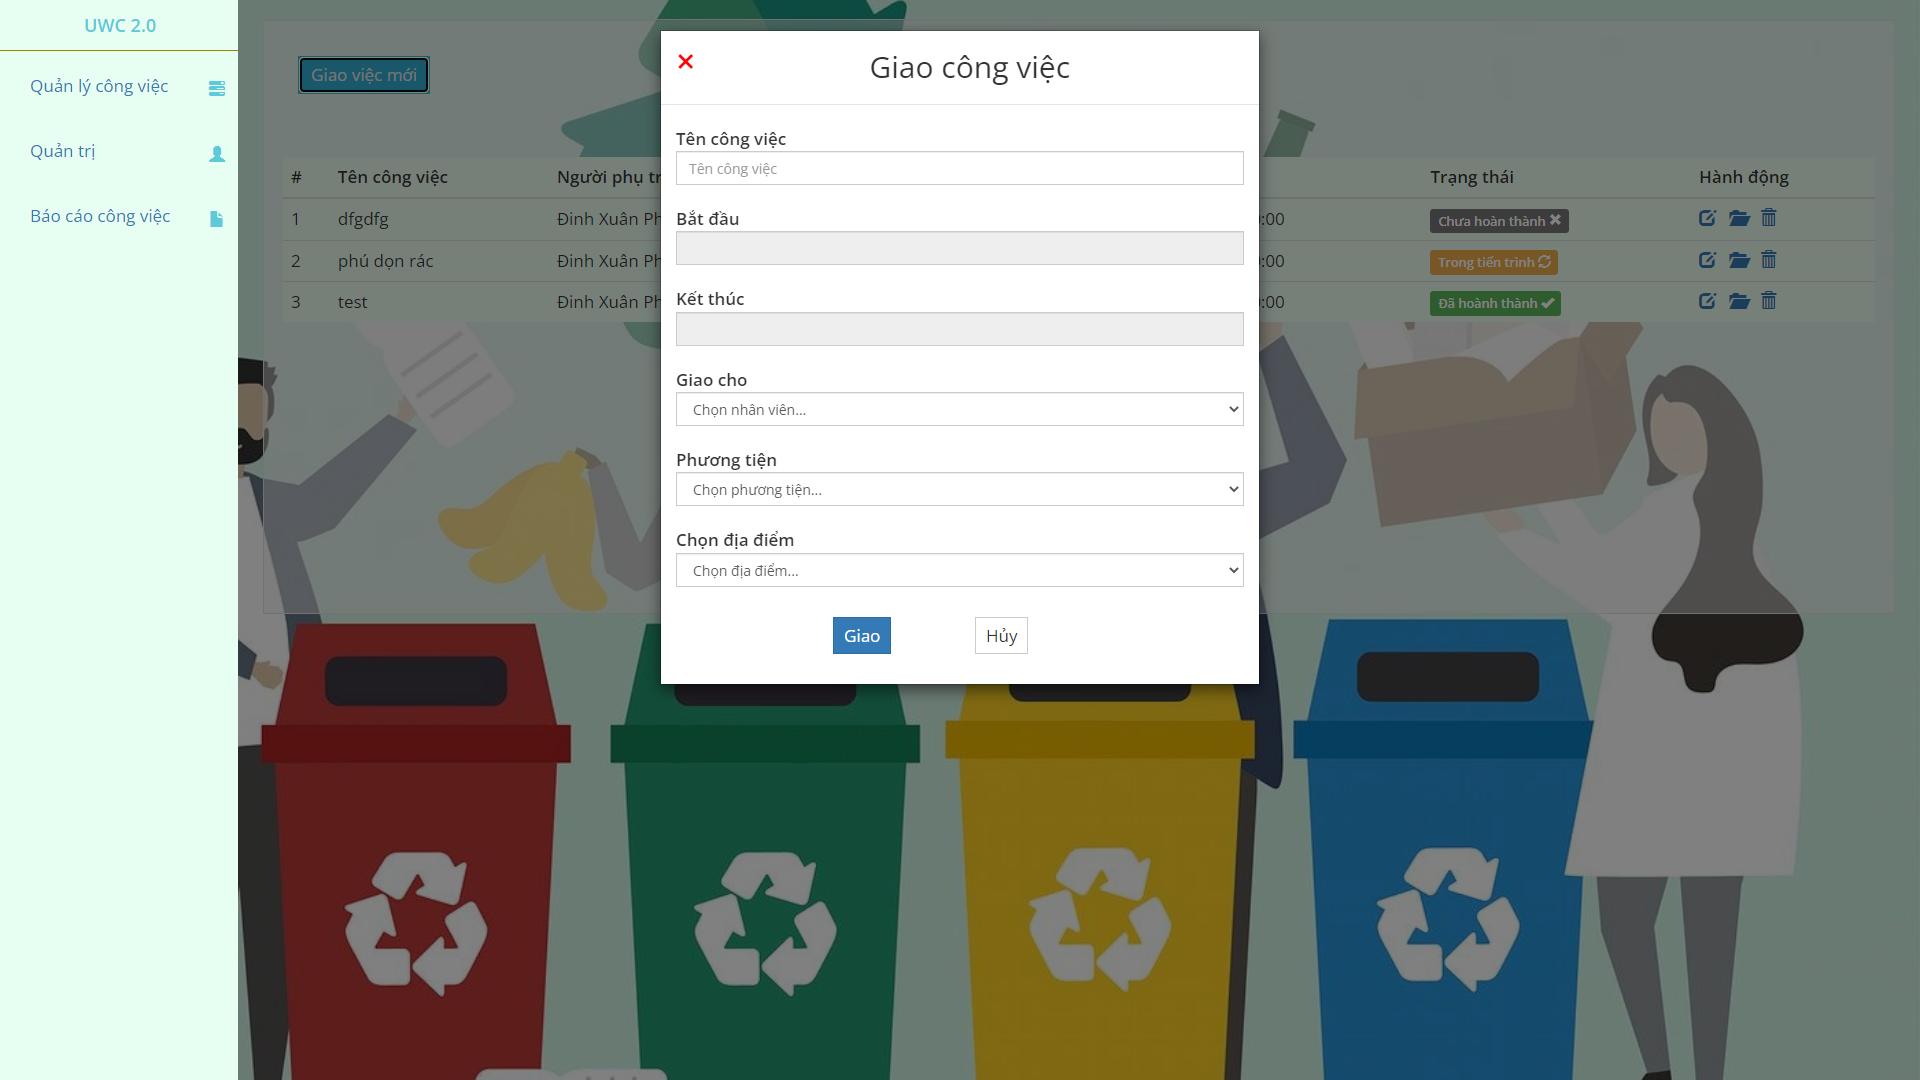 UWC 2.0
Quản lý công việc
Quản trị
Báo cáo công việc
Giao việc mới
# Tên công việc Người phụ Trạng thái Hành động
1 dfgdfg Đinh Xuân :00 Chưa hoàn thành
2 phú dọn rác Đinh Xuân :00 Trong tiến trình
3 test Đinh Xuân :00 Đã hoành thành
Giao công việc
Tên công việc
Tên công việc
Bắt đầu
Kết thúc
Giao cho
Chọn nhân viên...
Phương tiện
Chọn phương tiện...
Chọn địa điểm
Chọn địa điểm...
Giao
Hủy